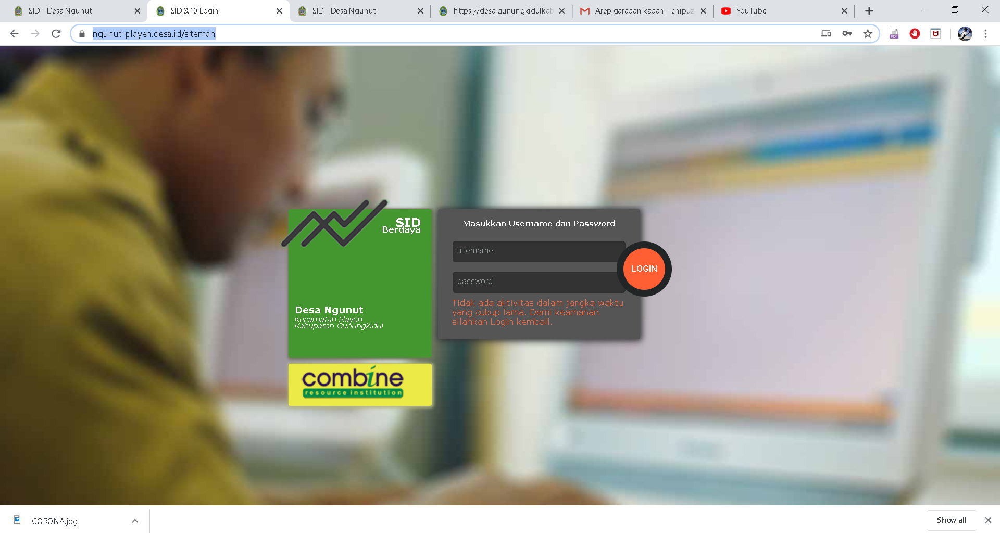 SID - Desa Ngunut
SID 3.10 Login
SID - Desa Ngunut
https://desa.gunungkidulkab
Arep garapan kapan - chipuz
YouTube
ngunut-playen.desa.id/siteman
PDF
SID
Berdaya
Desa Ngunut
Kecamatan Playen
Kabupaten Gunungkidul
combine
resource institution
Masukkan Username dan Password
username
password
LOGIN
Tidak ada aktivitas dalam jangka waktu
yang cukup lama. Demi keamanan
silahkan Login kembali.
CORONA.jpg
Show all